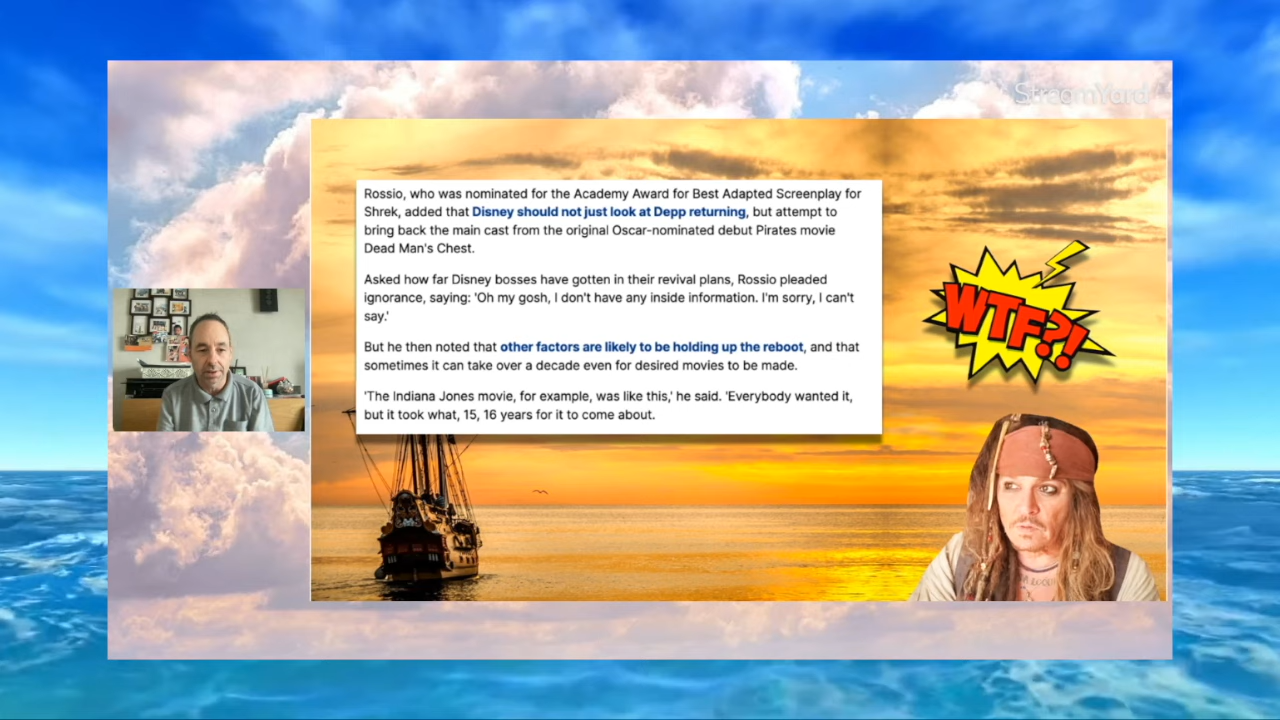 StreamYard
Rossio, who was nominated for the Academy Award for Best Adapted Screenplay for
Shrek, added that Disney should not just look at Depp returning, but attempt to
bring back the main cast from the original Oscar-nominated debut Pirates movie
Dead Man's Chest.
Asked how far Disney bosses have gotten in their revival plans, Rossio pleaded
ignorance, saying: 'Oh my gosh, I don't have any inside information. I'm sorry, I can't
say.'
But he then noted that other factors are likely to be holding up the reboot, and that
sometimes it can take over a decade even for desired movies to be made.
'The Indiana Jones movie, for example, was like this,' he said. 'Everybody wanted it,
but it took what, 15, 16 years for it to come about.
WTF?!